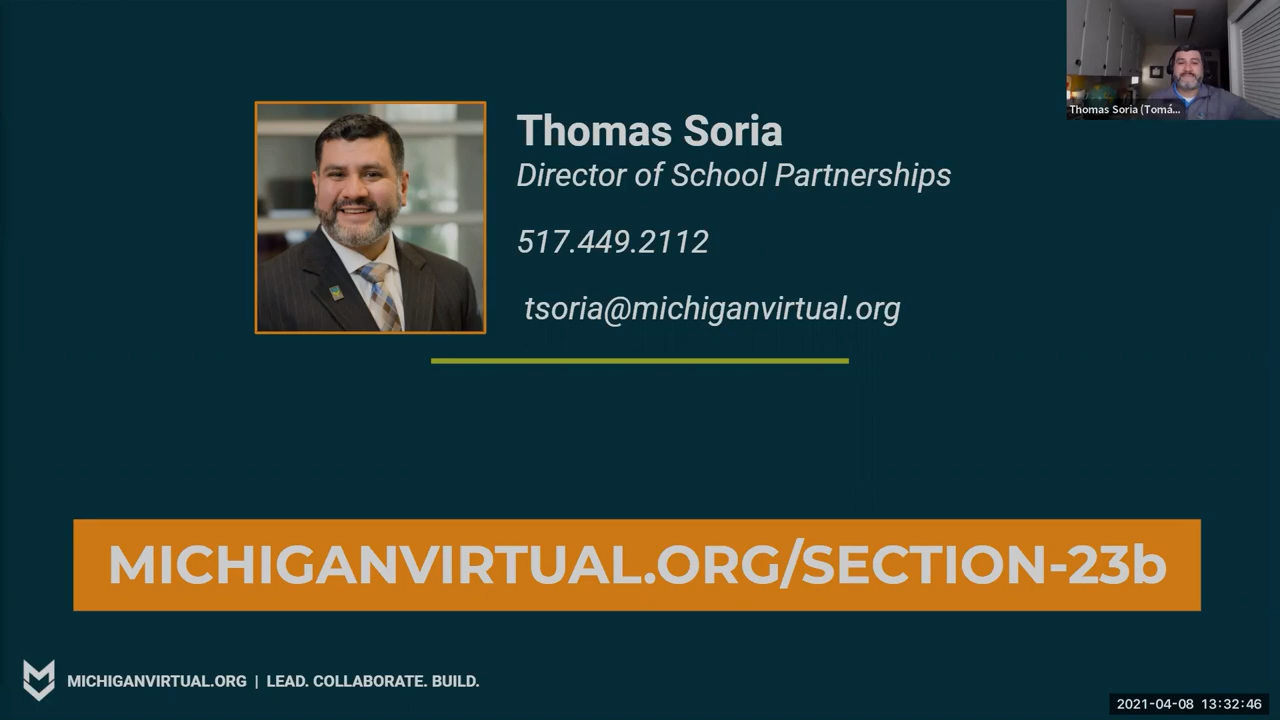 Thomas Soria (Tomá...
Thomas Soria
Director of School Partnerships
517.449.2112
tsoria@michiganvirtual.org
MICHIGANVIRTUAL.ORG/SECTION-23b
MICHIGANVIRTUAL.ORG | LEAD. COLLABORATE. BUILD.
2021-04-08 13:32:46